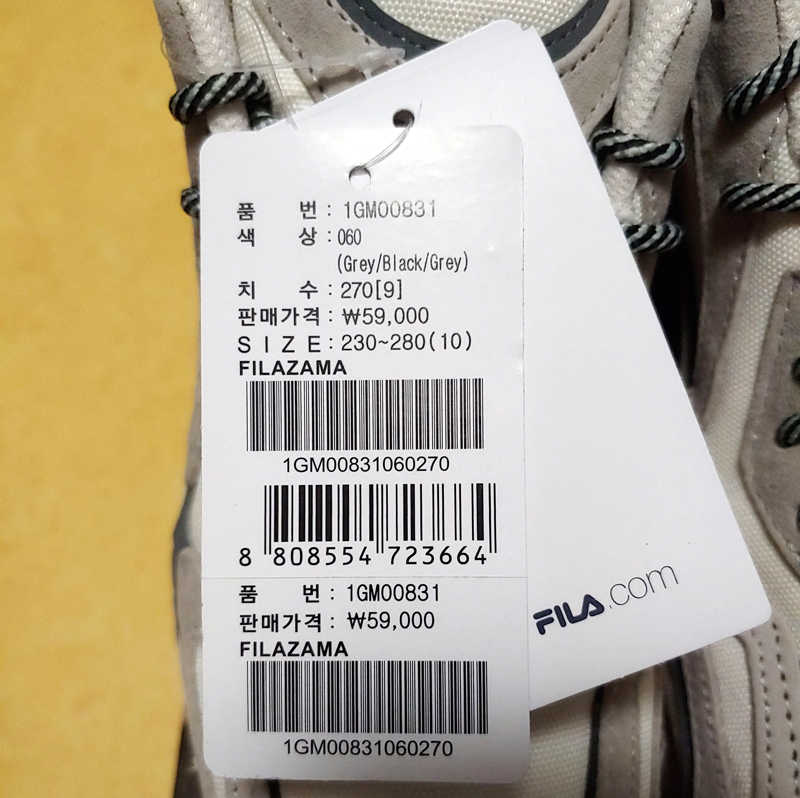 품 번 : 1GM00831
색 상 : 060
(Grey/Black/Grey)
치 수 : 270[9]
판매가격 : ₩59,000
SIZE : 230~280(10)
FILAZAMA
1GM00831060270
8 808554 723664
품 번 : 1GM00831
판매가격 : ₩59,000
FILAZAMA
1GM00831060270
FILA.com